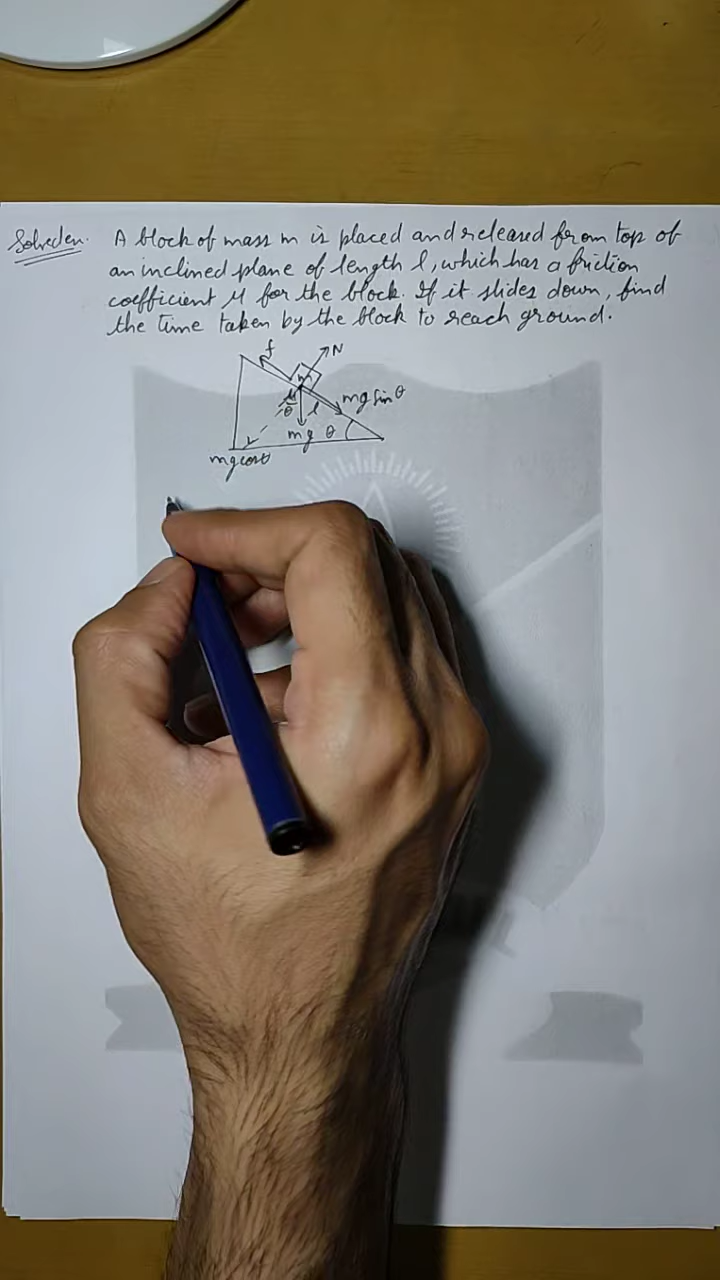 Solved ex. A block of mass m is placed and released from top of
an inclined plane of length l, which has a friction
coefficient μ for the block. If it slides down, find
the time taken by the block to reach ground.
f
N
m
μ
mg sinθ
θ
l
mg
θ
mg cosθ